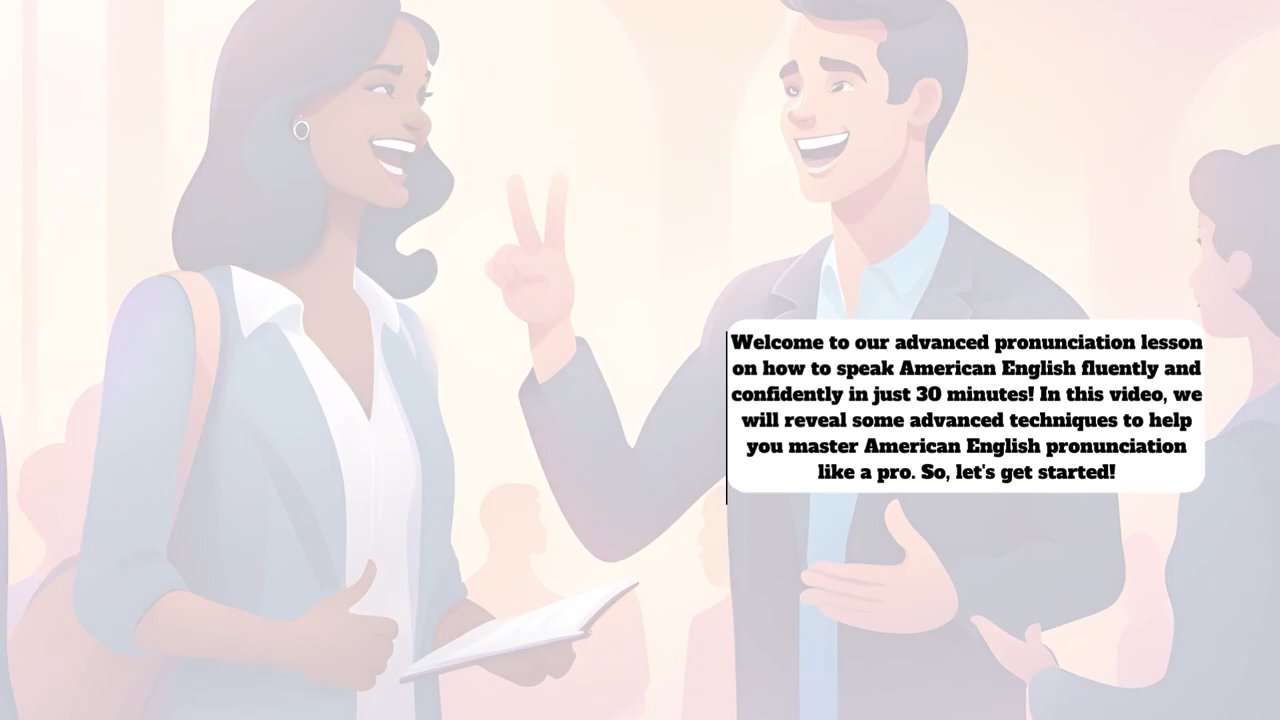 Welcome to our advanced pronunciation lesson
on how to speak American English fluently and
confidently in just 30 minutes! In this video, we
will reveal some advanced techniques to help
you master American English pronunciation
like a pro. So, let's get started!